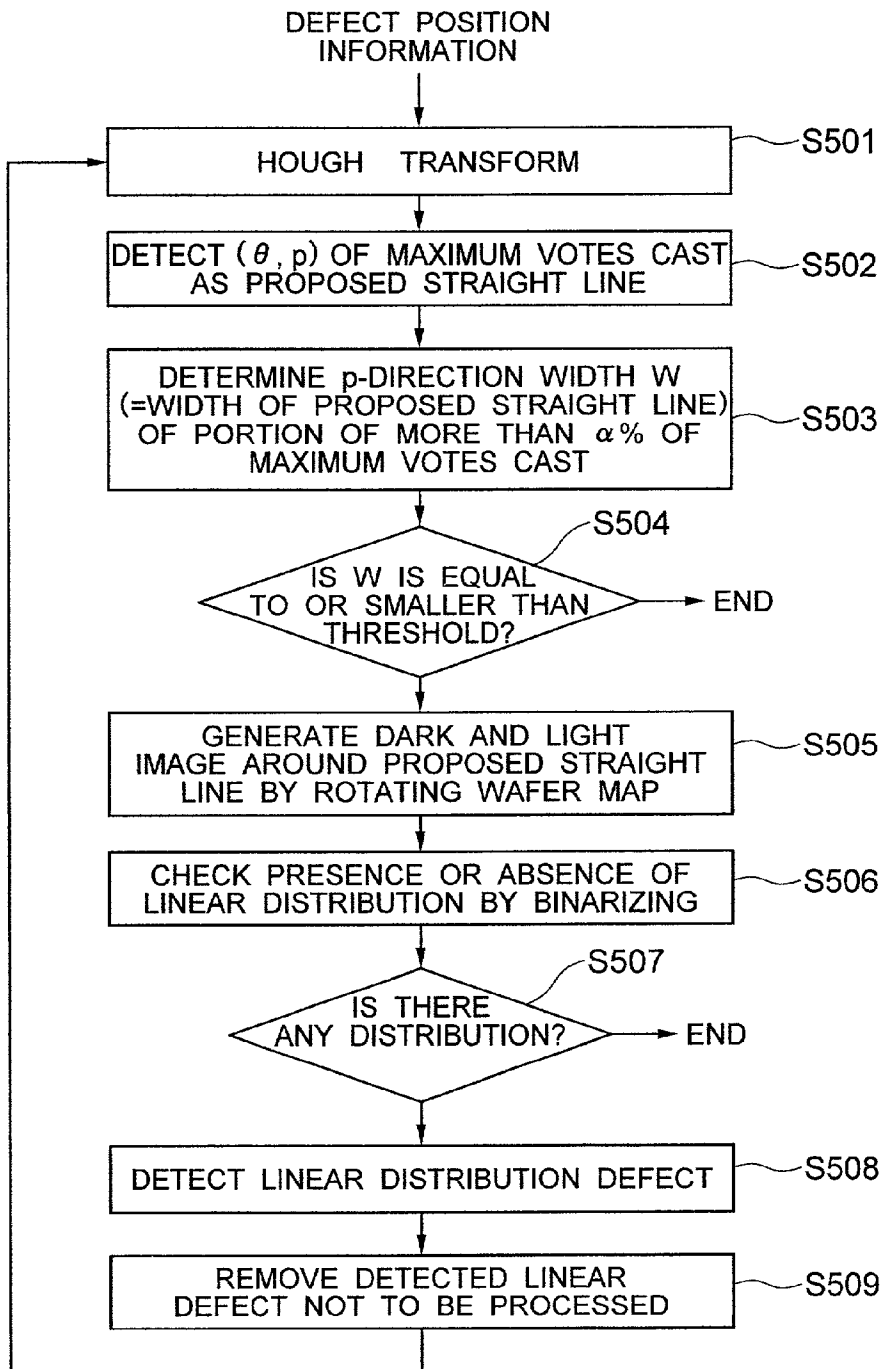 DEFECT POSITION
INFORMATION
S501
HOUGH TRANSFORM
DETECT (θ, p) OF MAXIMUM VOTES CAST
AS PROPOSED STRAIGHT LINE
S502
DETERMINE p-DIRECTION WIDTH W
(=WIDTH OF PROPOSED STRAIGHT LINE)
OF PORTION OF MORE THAN α% OF
MAXIMUM VOTES CAST
S503
S504
IS W IS EQUAL
TO OR SMALLER THAN
THRESHOLD?
END
GENERATE DARK AND LIGHT
IMAGE AROUND PROPOSED STRAIGHT
LINE BY ROTATING WAFER MAP
S505
CHECK PRESENCE OR ABSENCE OF
LINEAR DISTRIBUTION BY BINARIZING
S506
S507
IS THERE
ANY DISTRIBUTION?
END
DETECT LINEAR DISTRIBUTION DEFECT
S508
REMOVE DETECTED LINEAR
DEFECT NOT TO BE PROCESSED
S509